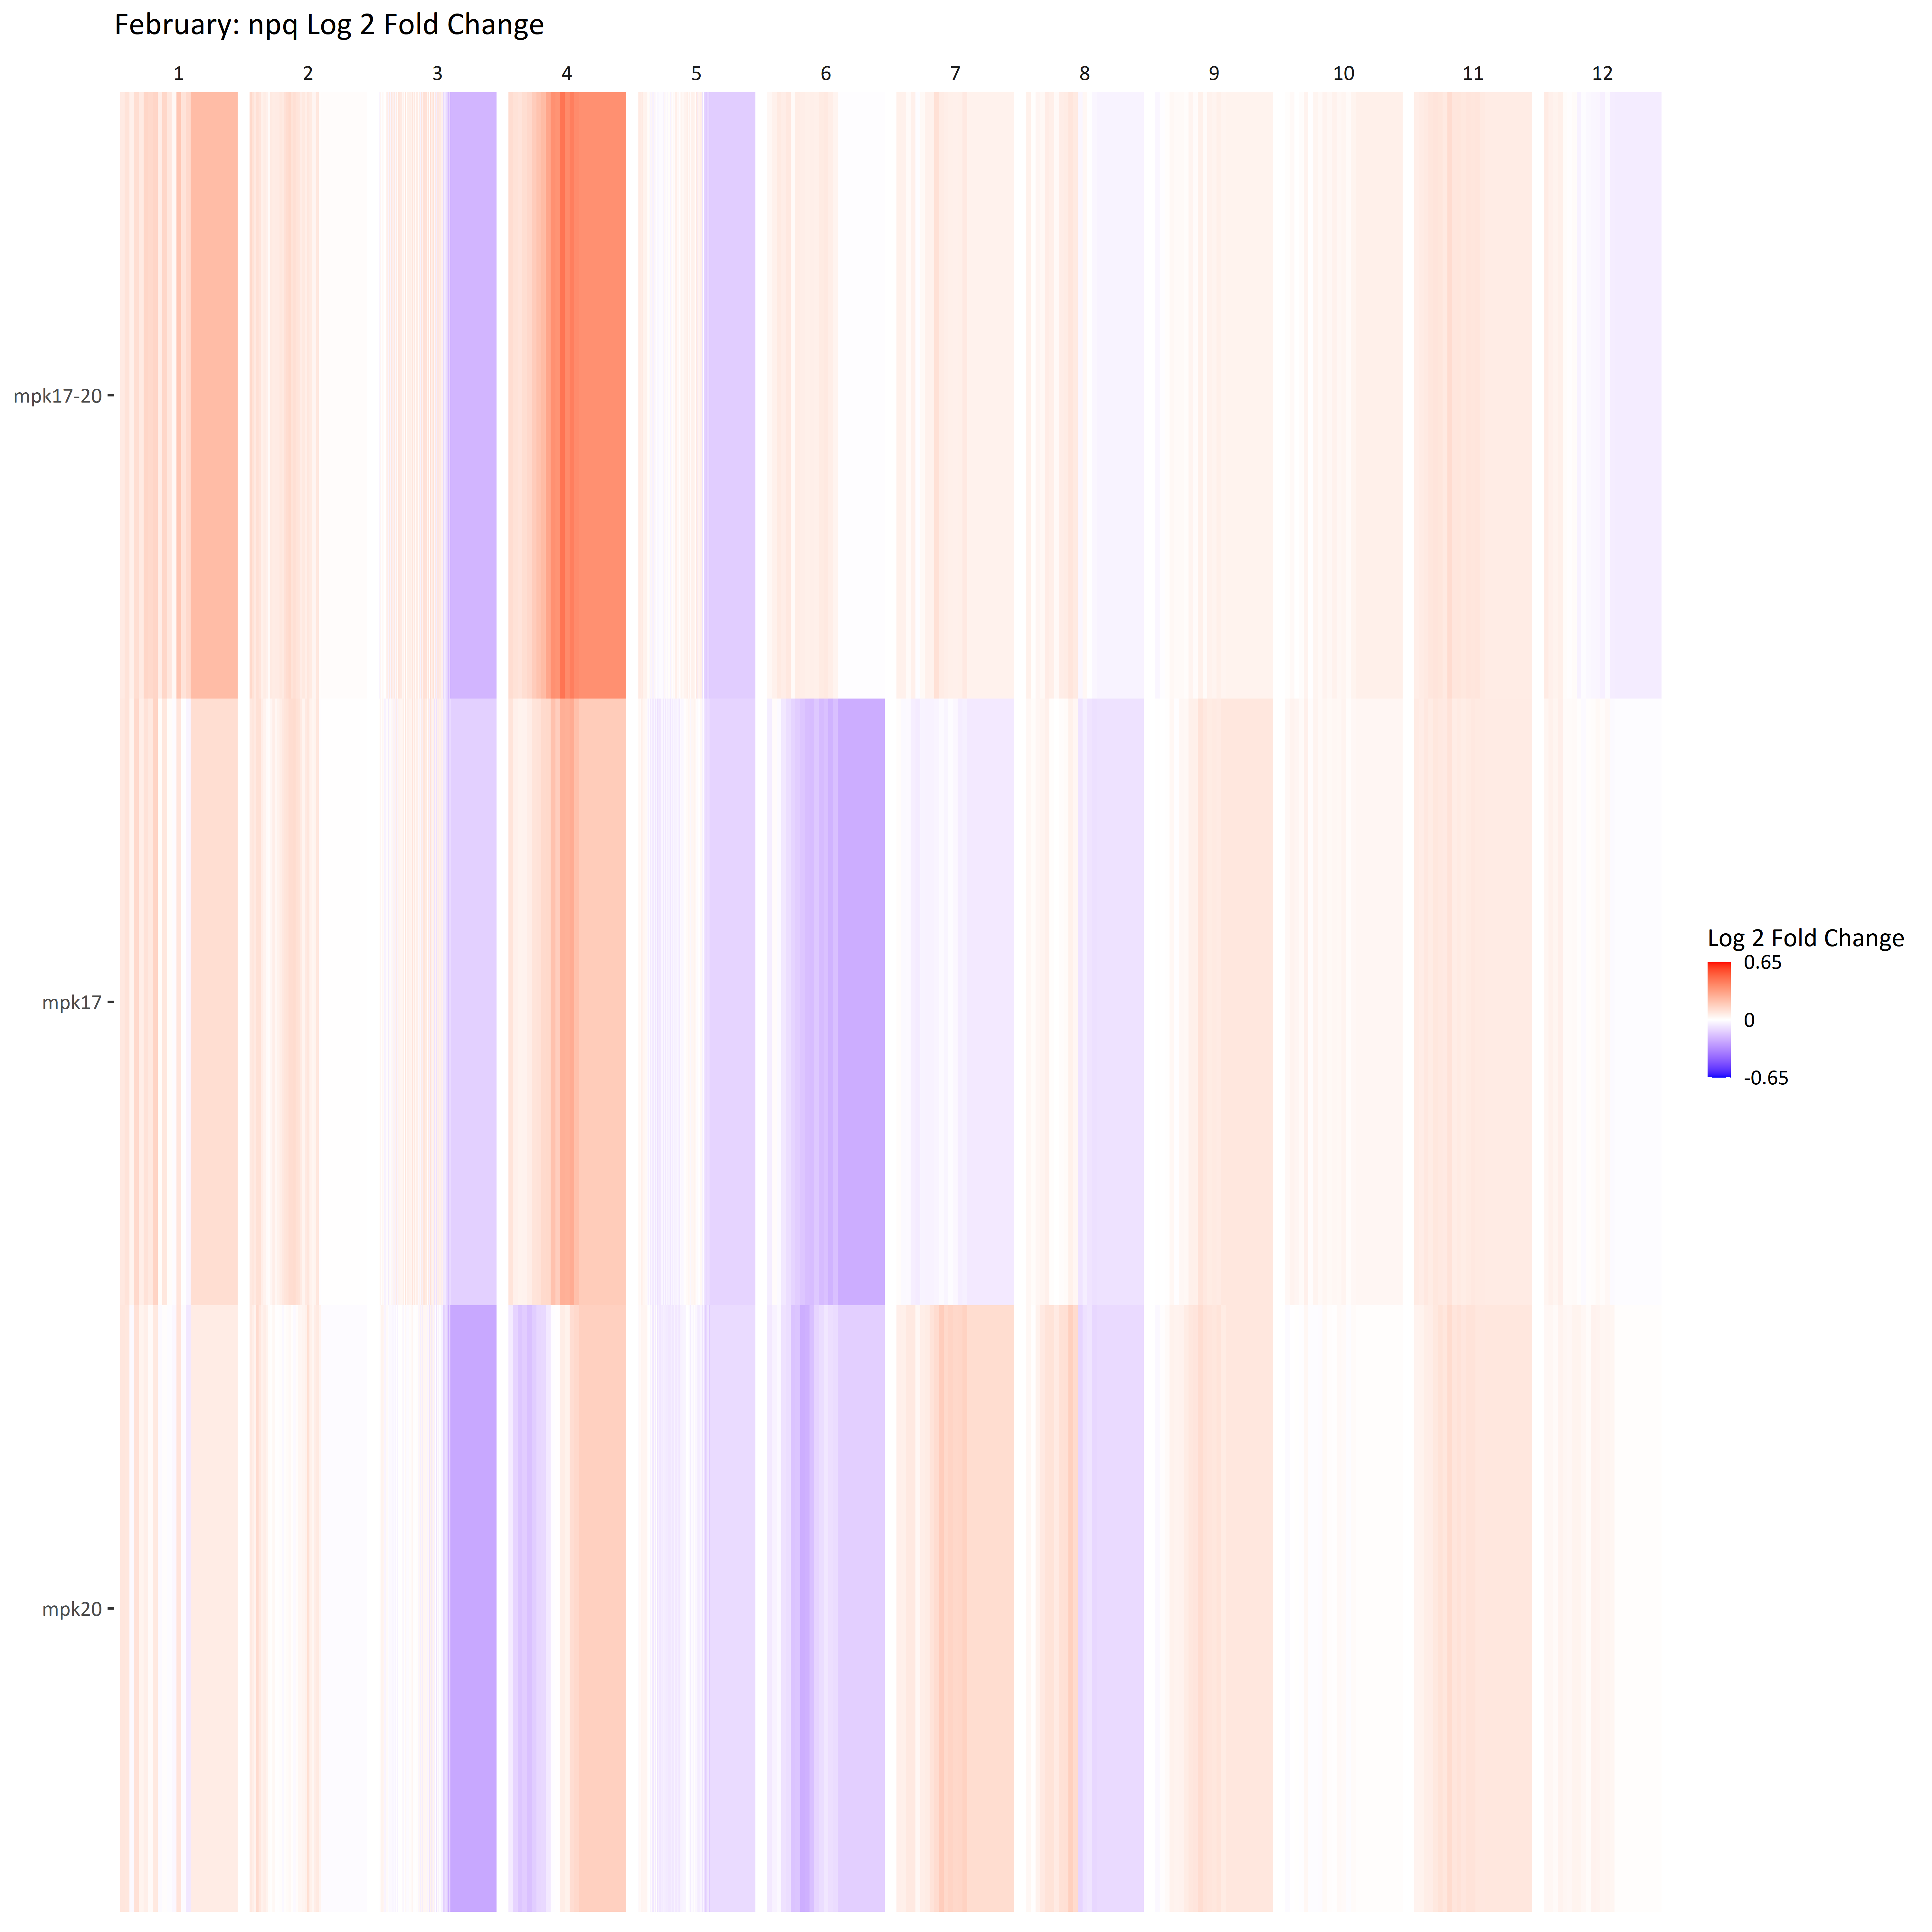 February: npq Log 2 Fold Change
1 2 3 4 5 6 7 8 9 10 11 12
mpk17-20
mpk17
mpk20
Log 2 Fold Change
0.65
0
-0.65